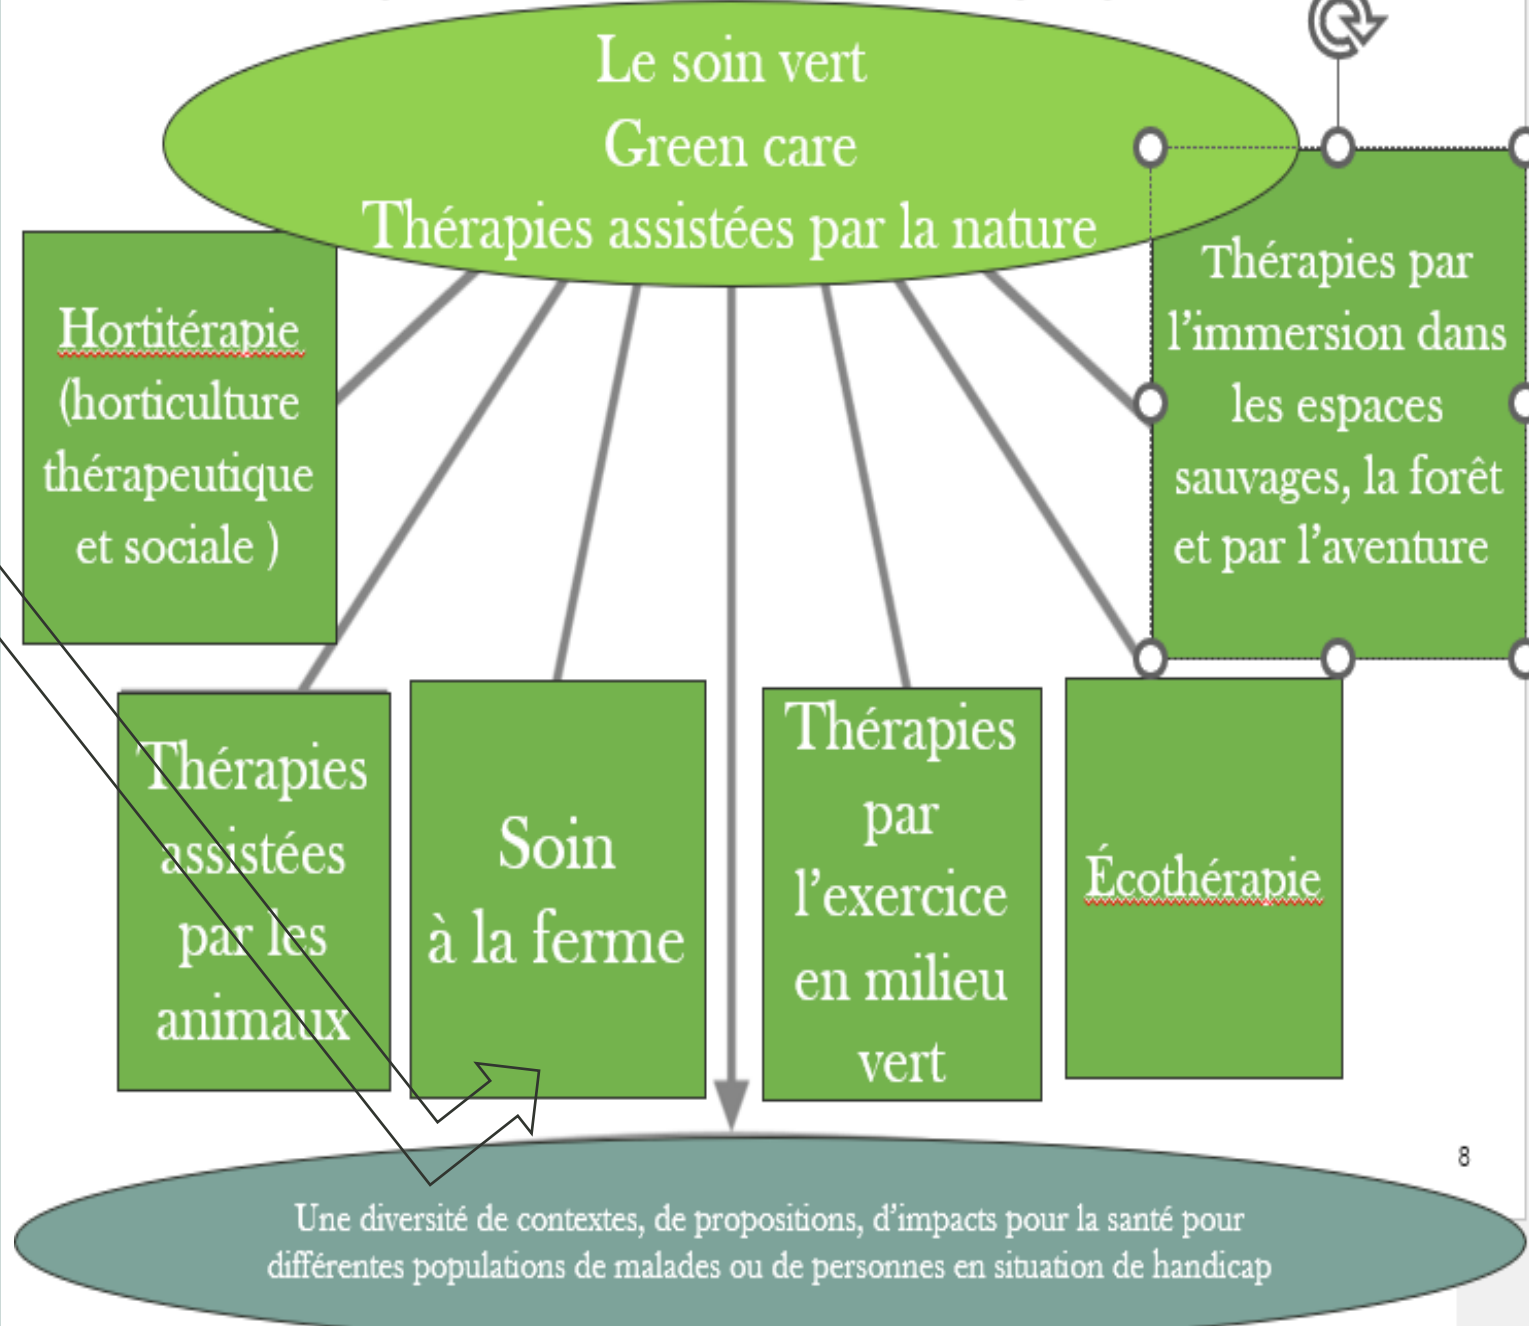 Le soin vert
Green care
Thérapies assistées par la nature
Hortitérapie
(horticulture
thérapeutique
et sociale )
Thérapies par
l’immersion dans
les espaces
sauvages, la forêt
et par l’aventure
Thérapies
assistées
par les
animaux
Soin
à la ferme
Thérapies
par
l’exercice
en milieu
vert
Écothérapie
8
Une diversité de contextes, de propositions, d’impacts pour la santé pour
différentes populations de malades ou de personnes en situation de handicap